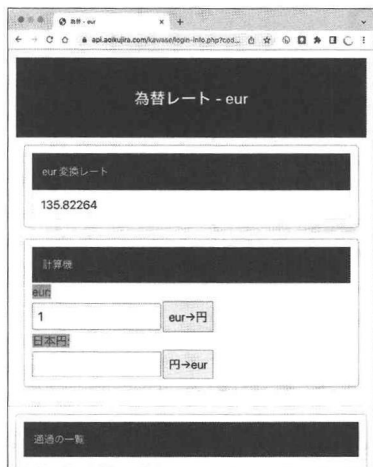 為替 - eur
api.aoikujira.com/kawase/login-info.php?cod...
為替レート - eur
eur 変換レート
135.82264
計算機
eur:
1
eur→円
日本円:
円→eur
通過の一覧